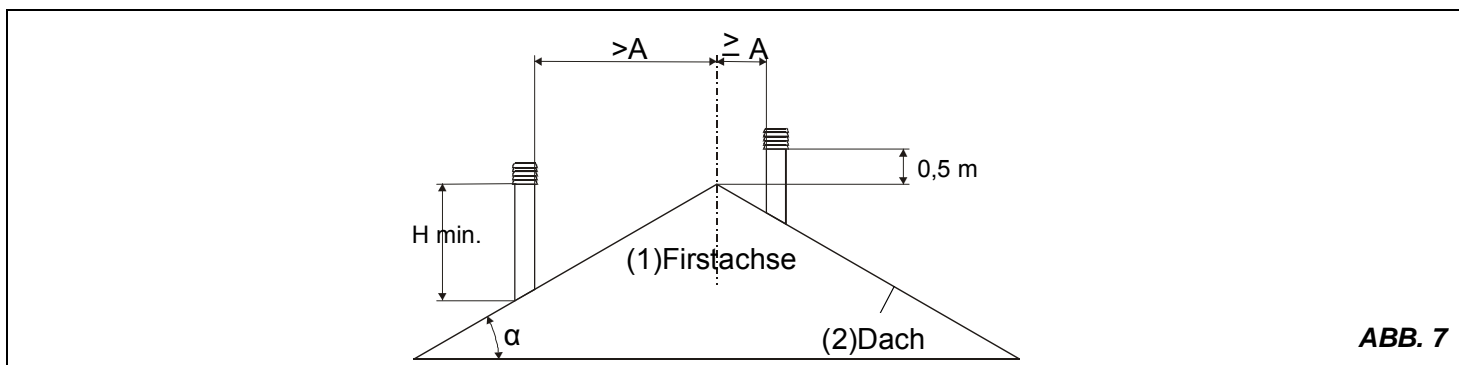 >A
≥ A
0,5 m
H min.
(1)Firstachse
α
(2)Dach
ABB. 7